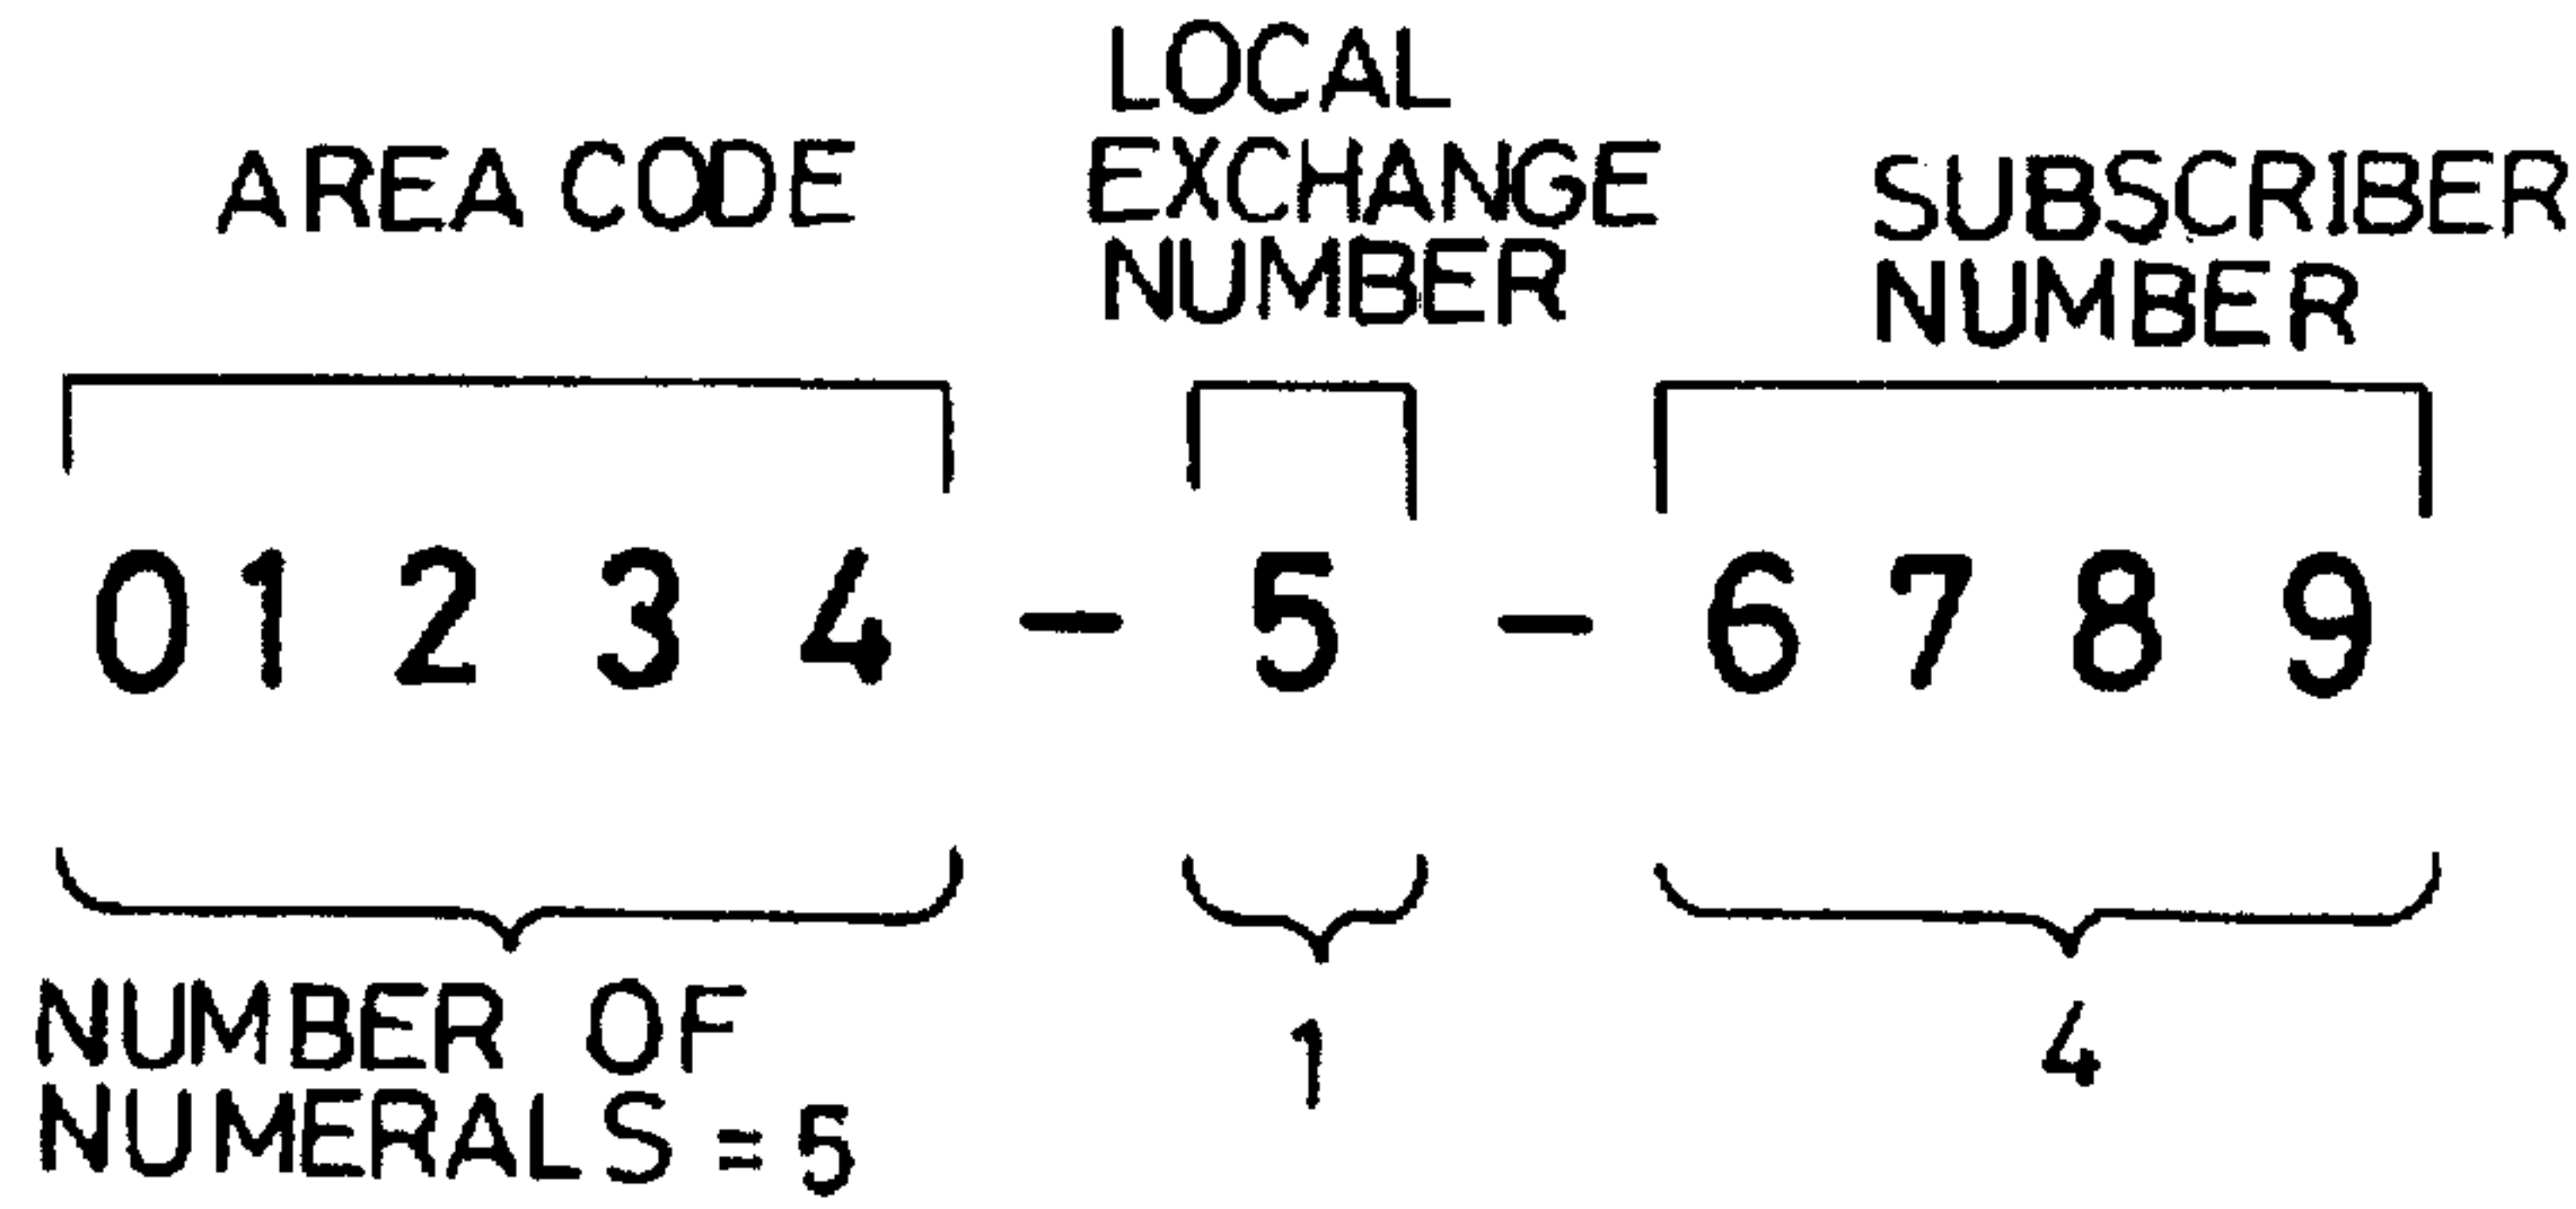 AREA CODE
LOCAL
EXCHANGE
NUMBER
SUBSCRIBER
NUMBER
01234-5-6789
NUMBER OF
NUMERALS = 5
1
4